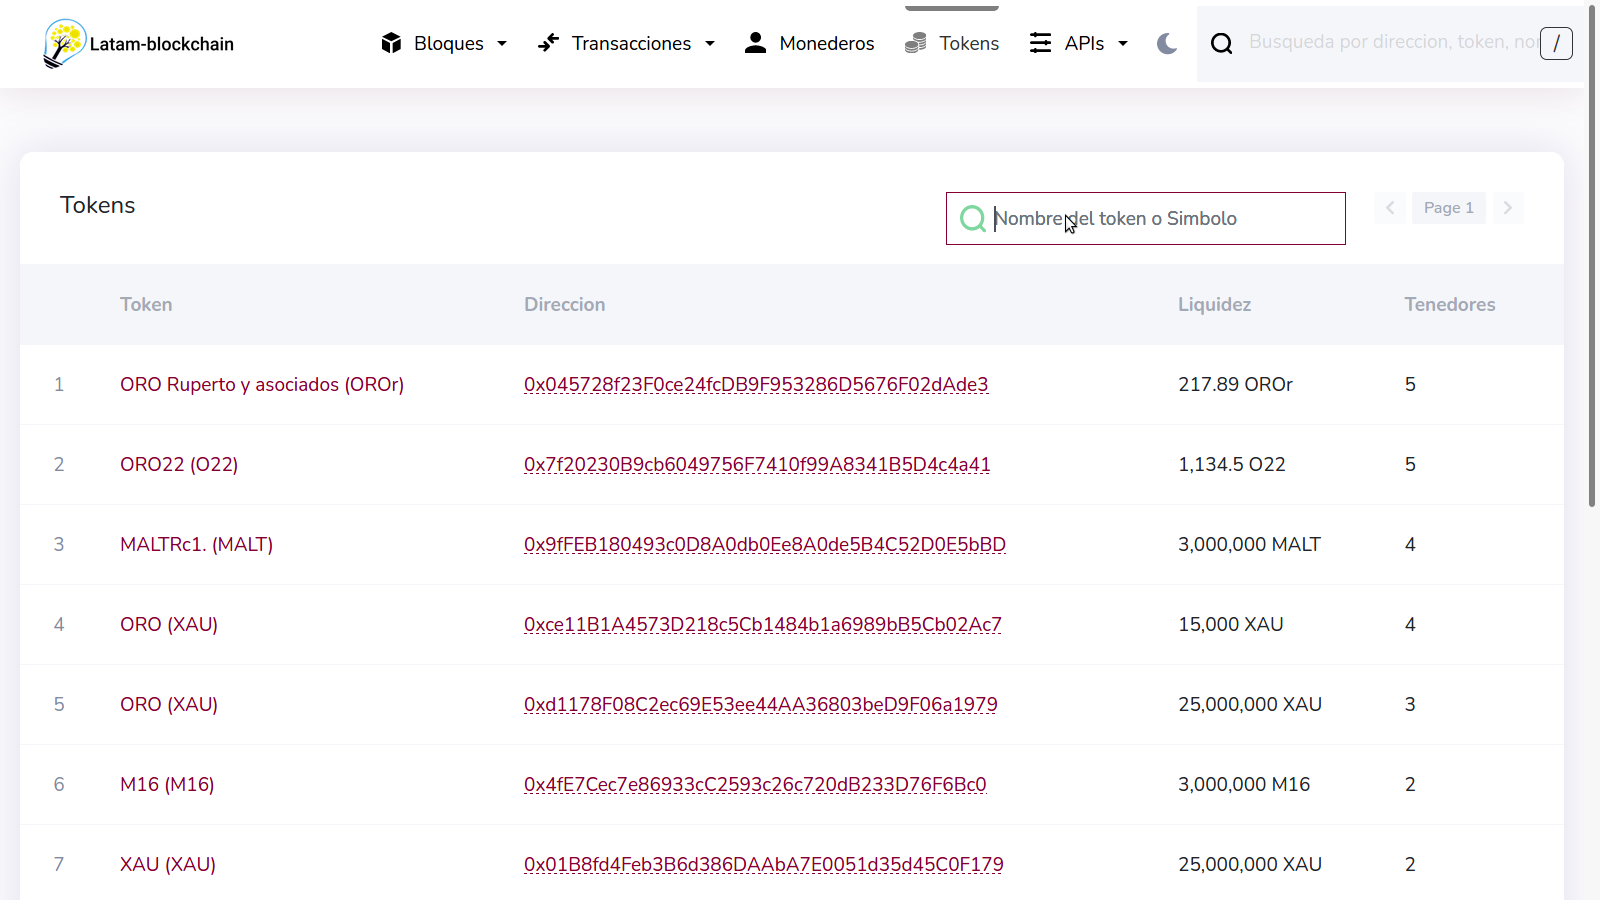 Latam-blockchain
Bloques
Transacciones
Monederos
Tokens
APIs
Busqueda por direccion, token, nor
/
Tokens
Nombre del token o Simbolo
Page 1
Token Direccion Liquidez Tenedores
1 ORO Ruperto y asociados (OROr) 0x045728f23F0ce24fcDB9F953286D5676F02dAde3 217.89 OROr 5
2 ORO22 (O22) 0x7f20230B9cb6049756F7410f99A8341B5D4c4a41 1,134.5 O22 5
3 MALTRc1. (MALT) 0x9fFEB180493c0D8A0db0Ee8A0de5B4C52D0E5bBD 3,000,000 MALT 4
4 ORO (XAU) 0xce11B1A4573D218c5Cb1484b1a6989bB5Cb02Ac7 15,000 XAU 4
5 ORO (XAU) 0xd1178F08C2ec69E53ee44AA36803beD9F06a1979 25,000,000 XAU 3
6 M16 (M16) 0x4fE7Cec7e86933cC2593c26c720dB233D76F6Bc0 3,000,000 M16 2
7 XAU (XAU) 0x01B8fd4Feb3B6d386DAAbA7E0051d35d45C0F179 25,000,000 XAU 2